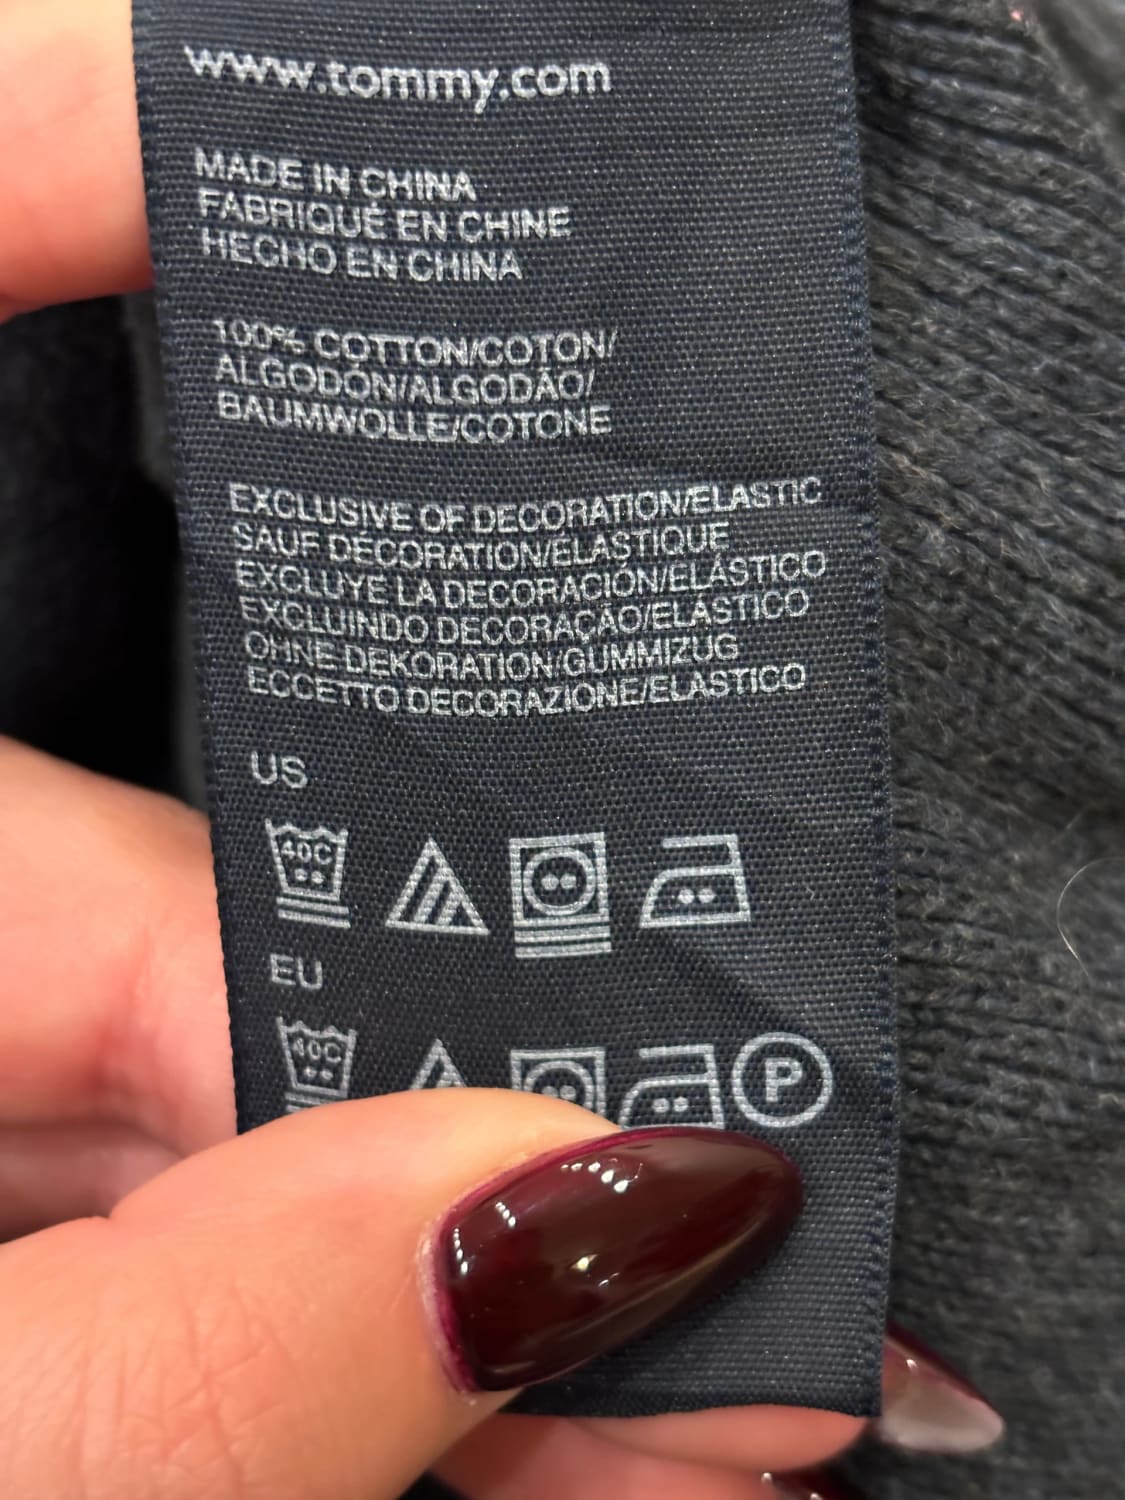 www.tommy.com
MADE IN CHINA
FABRIQUÉ EN CHINE
HECHO EN CHINA
100% COTTON/COTON/
ALGODÓN/ALGODÃO/
BAUMWOLLE/COTONE
EXCLUSIVE OF DECORATION/ELASTIC
SAUF DÉCORATION/ÉLASTIQUE
EXCLUYE LA DECORACIÓN/ELÁSTICO
EXCLUINDO DECORAÇÃO/ELÁSTICO
OHNE DEKORATION/GUMMIZUG
ECCETTO DECORAZIONE/ELASTICO
US
40C
EU
40C
P